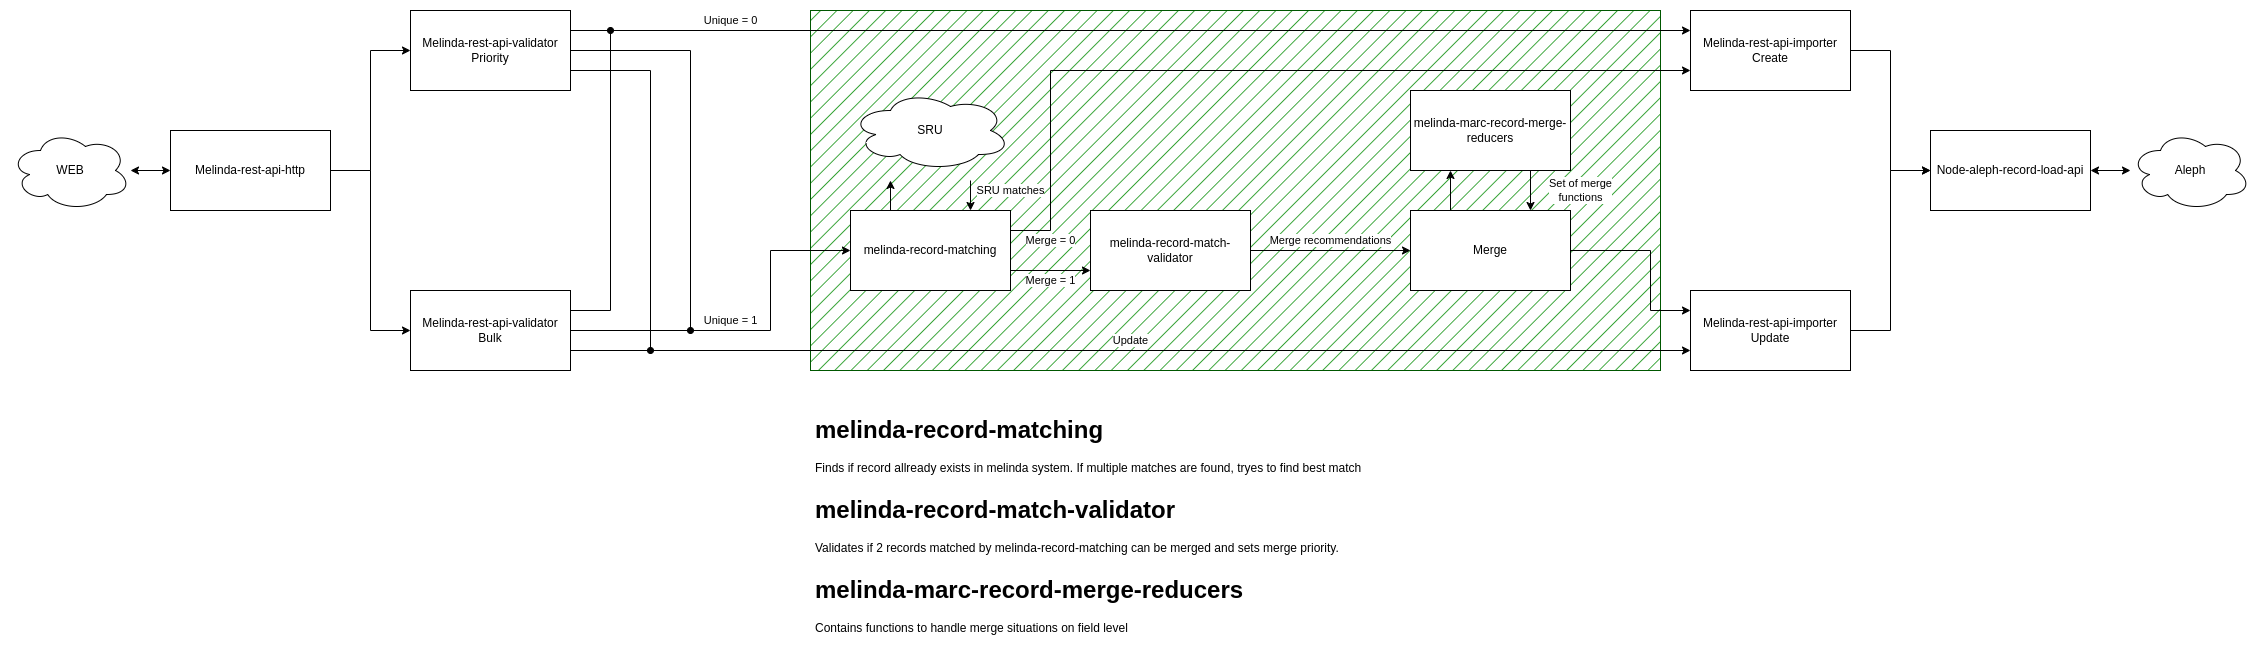 Melinda-rest-api-validator
Priority
Unique = 0
Melinda-rest-api-importer
Create
WEB
Melinda-rest-api-http
SRU
SRU matches
melinda-marc-record-merge-
reducers
Set of merge
functions
Node-aleph-record-load-api
Aleph
melinda-record-matching
Merge = 0
Merge = 1
melinda-record-match-
validator
Merge recommendations
Merge
Melinda-rest-api-validator
Bulk
Unique = 1
Update
Melinda-rest-api-importer
Update
melinda-record-matching
Finds if record allready exists in melinda system. If multiple matches are found, tryes to find best match
melinda-record-match-validator
Validates if 2 records matched by melinda-record-matching can be merged and sets merge priority.
melinda-marc-record-merge-reducers
Contains functions to handle merge situations on field level